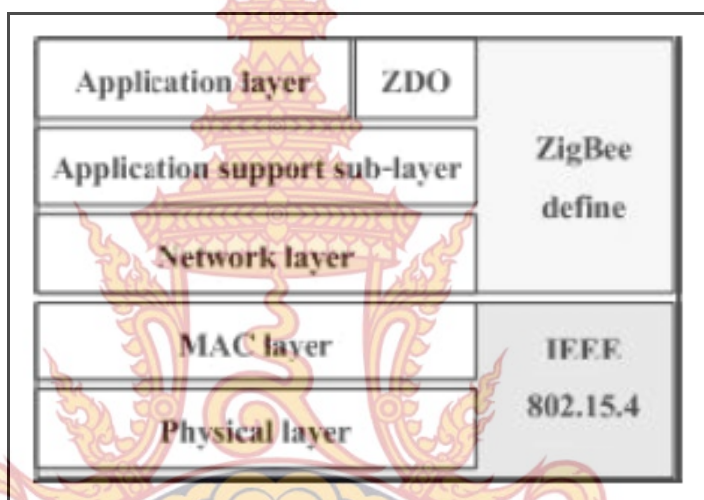 Application layer
ZDO
Application support sub-layer
ZigBee
define
Network layer
MAC layer
IEEE
802.15.4
Physical layer